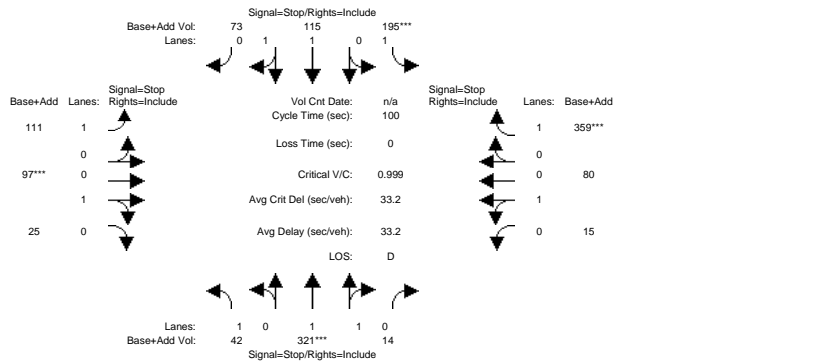 Signal=Stop/Rights=Include
Base+Add Vol: 73 115 195***
Lanes: 0 1 1 0 1
Signal=Stop
Base+Add Lanes: Rights=Include
Vol Cnt Date: n/a
Signal=Stop
Rights=Include Lanes: Base+Add
Cycle Time (sec): 100
111 1
1 359***
Loss Time (sec): 0
0
0
97*** 0
Critical V/C: 0.999
0 80
1
Avg Crit Del (sec/veh): 33.2
1
25 0
Avg Delay (sec/veh): 33.2
0 15
LOS: D
Lanes: 1 0 1 1 0
Base+Add Vol: 42 321*** 14
Signal=Stop/Rights=Include